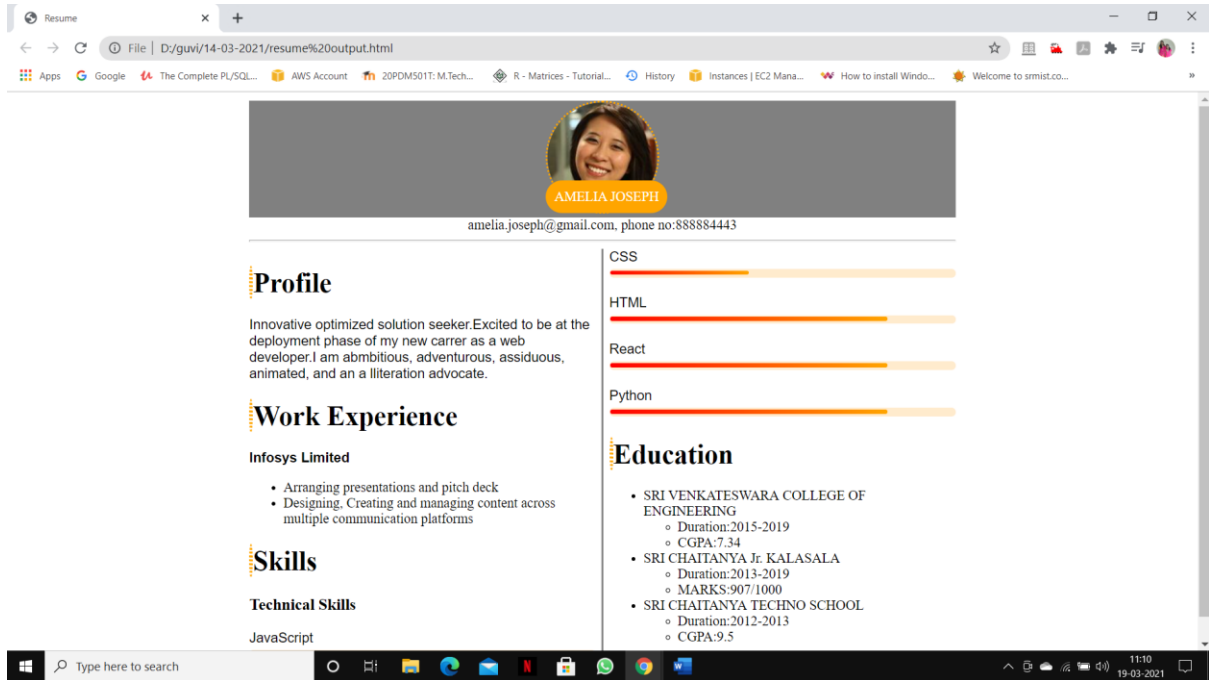 Resume
File | D:/guvi/14-03-2021/resume%20output.html
Apps Google The Complete PL/SQL... AWS Account 20PDM501T: M.Tech... R - Matrices - Tutorial... History Instances | EC2 Mana... How to install Windo... Welcome to srmist.co... »
AMELIA JOSEPH
amelia.joseph@gmail.com, phone no:888884443
Profile
Innovative optimized solution seeker.Excited to be at the
deployment phase of my new carrer as a web
developer.I am abmbitious, adventurous, assiduous,
animated, and an a lliteration advocate.
Work Experience
Infosys Limited
• Arranging presentations and pitch deck
• Designing, Creating and managing content across
multiple communication platforms
Skills
Technical Skills
JavaScript
CSS
HTML
React
Python
Education
• SRI VENKATESWARA COLLEGE OF
ENGINEERING
◦ Duration:2015-2019
◦ CGPA:7.34
• SRI CHAITANYA Jr. KALASALA
◦ Duration:2013-2019
◦ MARKS:907/1000
• SRI CHAITANYA TECHNO SCHOOL
◦ Duration:2012-2013
◦ CGPA:9.5
Type here to search
11:10
19-03-2021